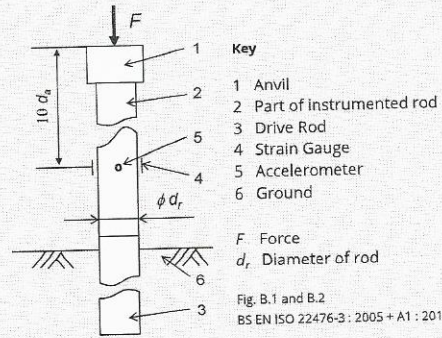 F
10 dₐ
1
2
5
4
ϕ dᵣ
6
3
Key
1 Anvil
2 Part of instrumented rod
3 Drive Rod
4 Strain Gauge
5 Accelerometer
6 Ground
F Force
dᵣ Diameter of rod
Fig. B.1 and B.2
BS EN ISO 22476-3 : 2005 + A1 : 201